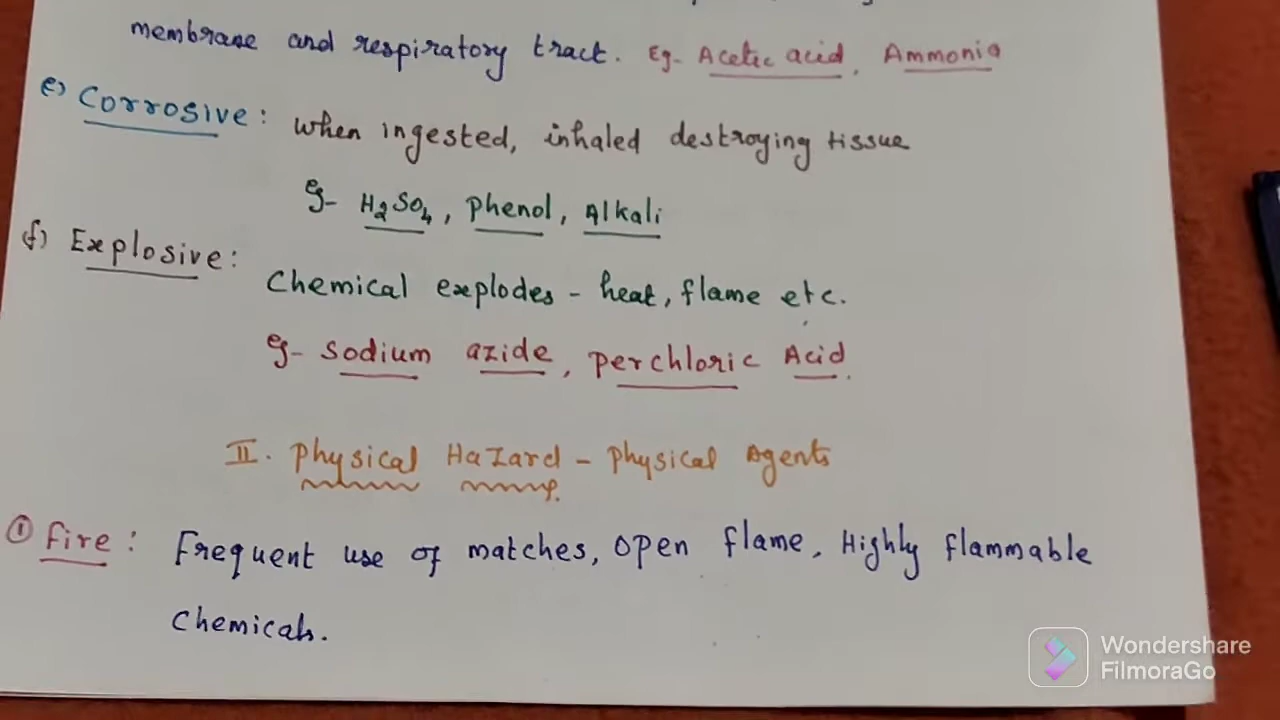 membrane and respiratory tract. Eg- Acetic acid, Ammonia
e) Corrosive: When ingested, inhaled destroying tissue
eg- H₂SO₄, Phenol, Alkali
f) Explosive:
Chemical explodes - heat, flame etc.
eg- Sodium azide, perchloric Acid.
II. Physical Hazard - Physical Agents
① Fire: Frequent use of matches, Open flame, Highly flammable
Chemicals.
Wondershare
FilmoraGo